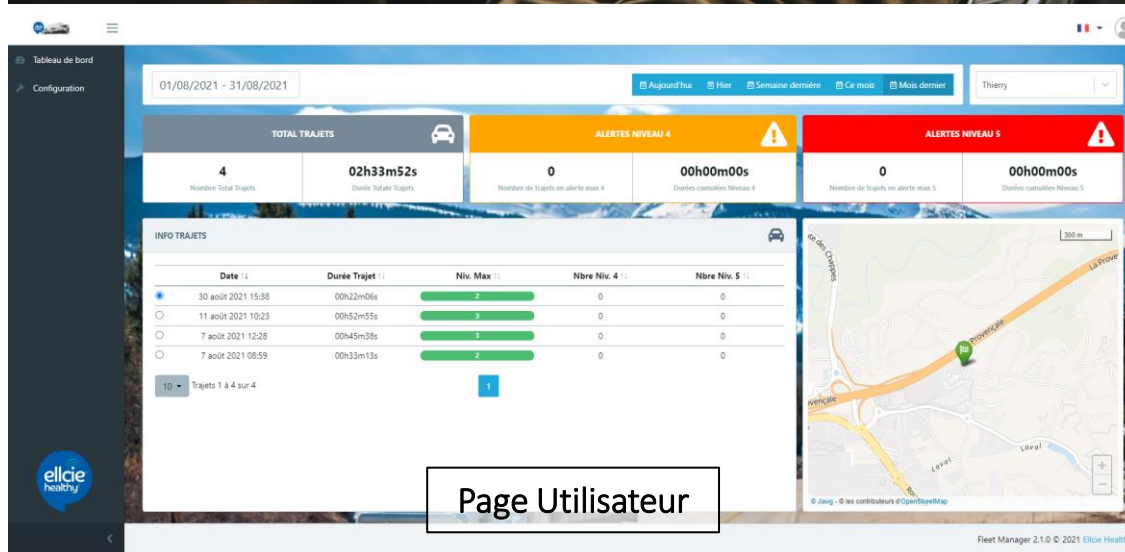 Tableau de bord
Configuration
01/08/2021 - 31/08/2021
Aujourd'hui Hier Semaine dernière Ce mois Mois dernier
Thierry
TOTAL TRAJETS
4
Nombre Total Trajets
02h33m52s
Durée Totale Trajets
ALERTES NIVEAU 4
0
Nombre de trajets en alerte max 4
00h00m00s
Durées cumulées Niveau 4
ALERTES NIVEAU 5
0
Nombre de trajets en alerte max 5
00h00m00s
Durées cumulées Niveau 5
INFO TRAJETS
Date Durée Trajet Niv. Max Nbre Niv. 4 Nbre Niv. 5
30 août 2021 15:38 00h22m06s 2 0 0
11 août 2021 10:23 00h52m55s 3 0 0
7 août 2021 12:28 00h45m38s 3 0 0
7 août 2021 08:59 00h33m13s 2 0 0
10 Trajets 1 à 4 sur 4
1
300 m
des Chappes
La Prove
Provençale
ovençale
Laval
Laval
+
-
© Jawg - © les contributeurs d'OpenStreetMap
ellcie
healthy
Page Utilisateur
<
Fleet Manager 2.1.0 © 2021 Ellcie Healt